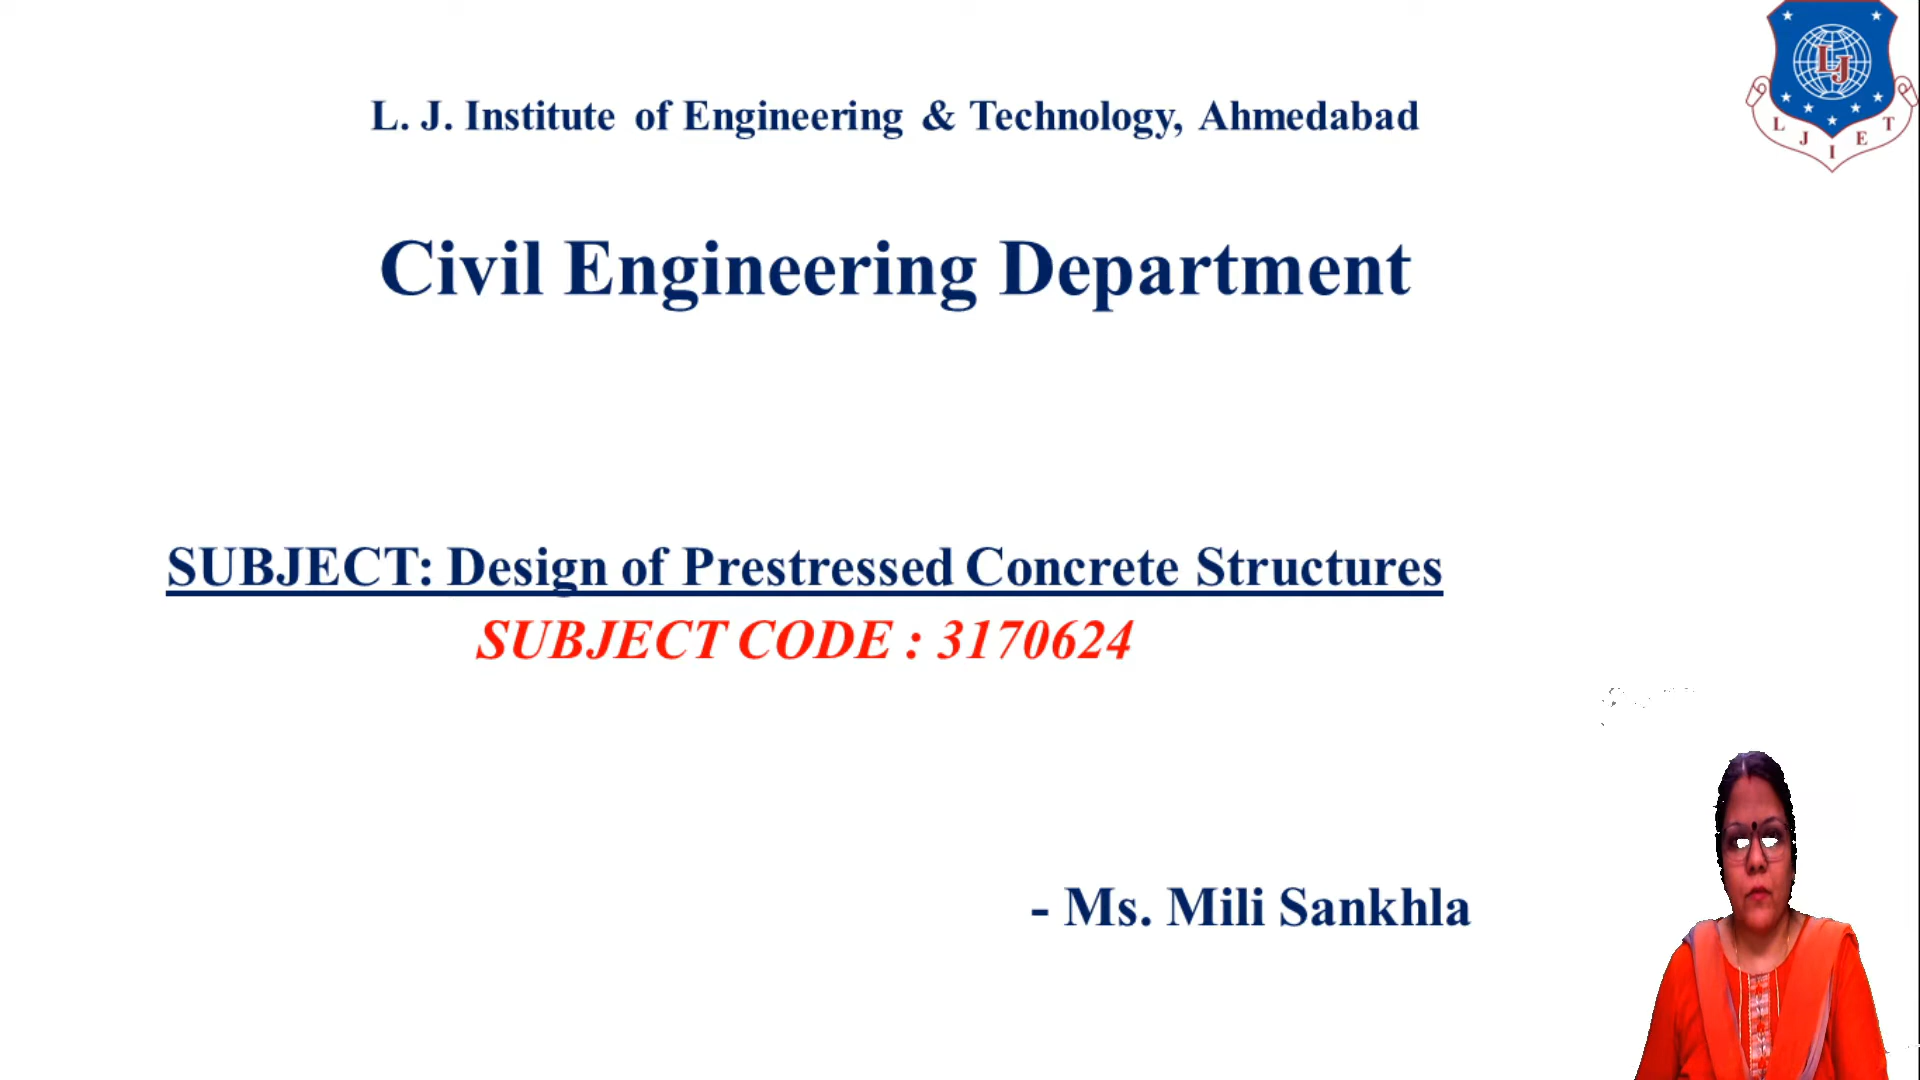 L. J. Institute of Engineering & Technology, Ahmedabad
LJ
L J I E T
Civil Engineering Department
SUBJECT: Design of Prestressed Concrete Structures
SUBJECT CODE : 3170624
- Ms. Mili Sankhla